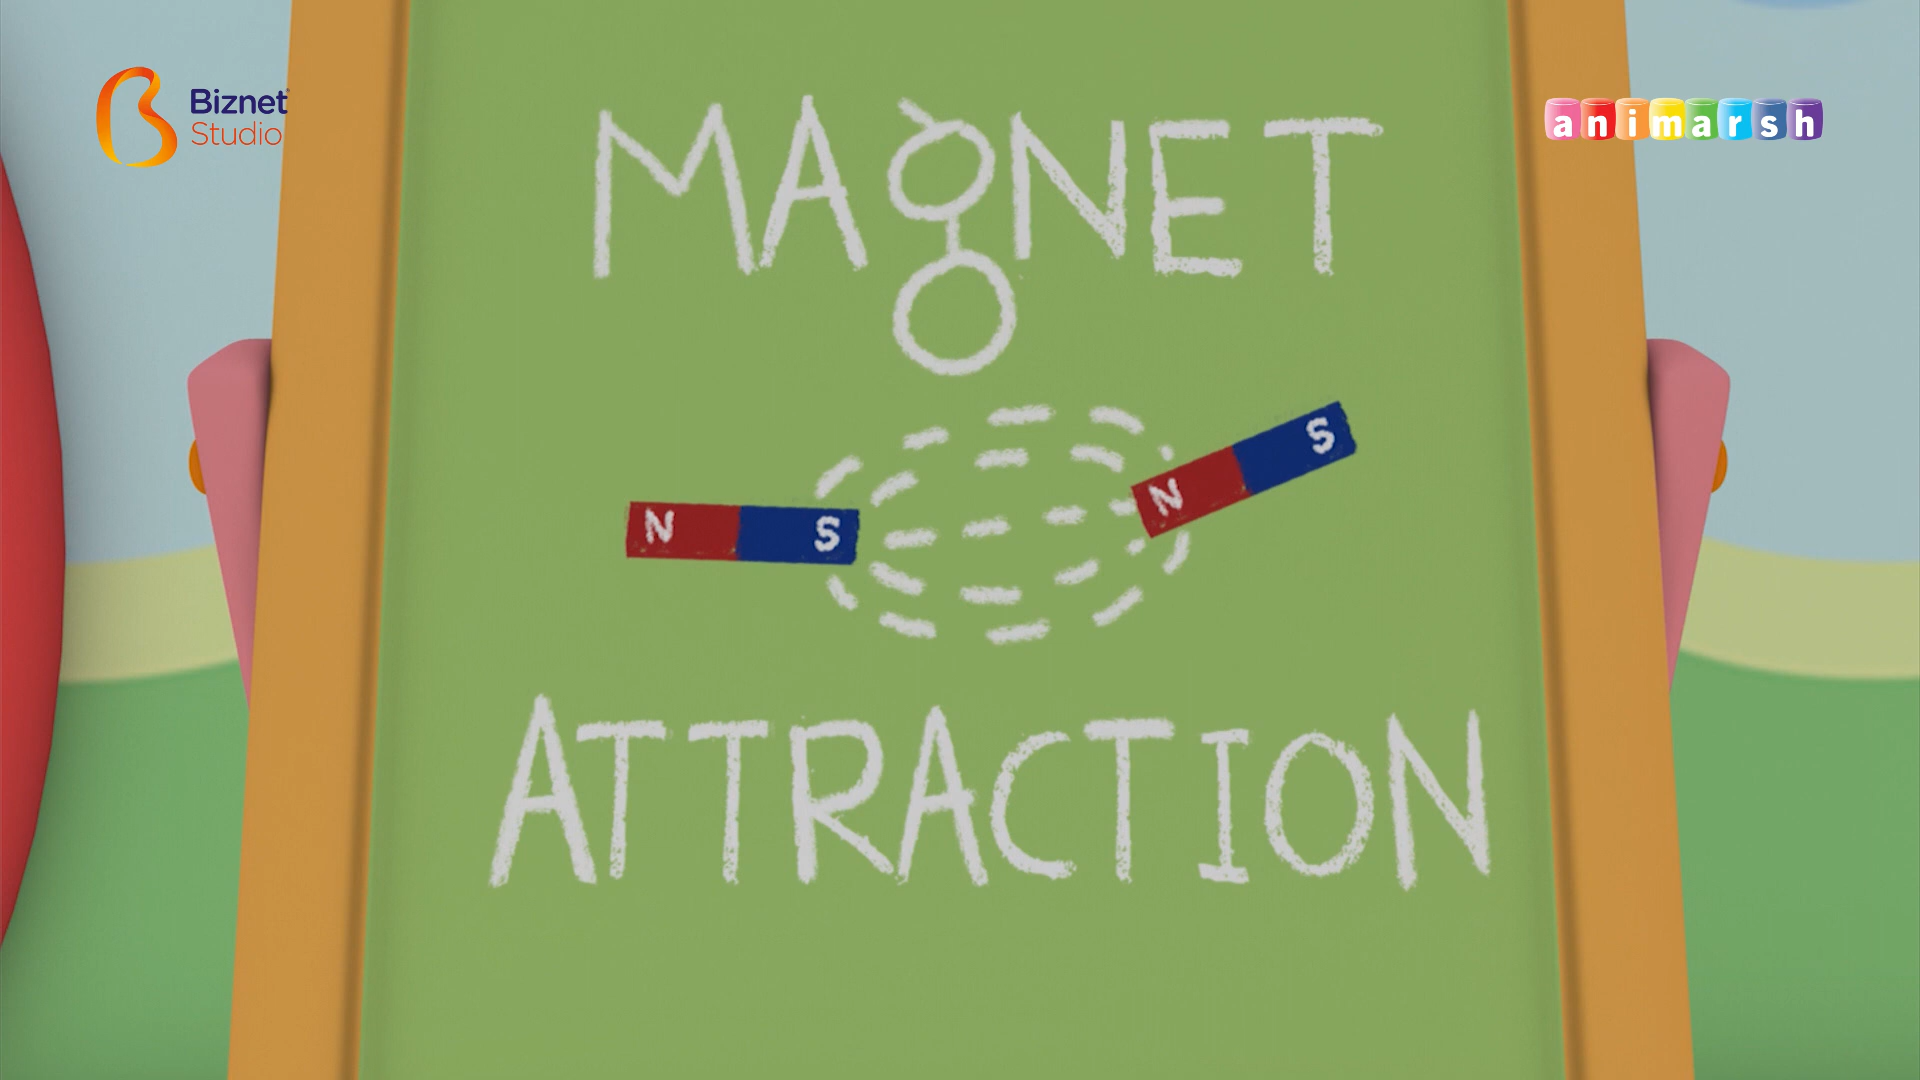 Biznet
Studio
animarsh
MAGNET
N S
N S
ATTRACTION